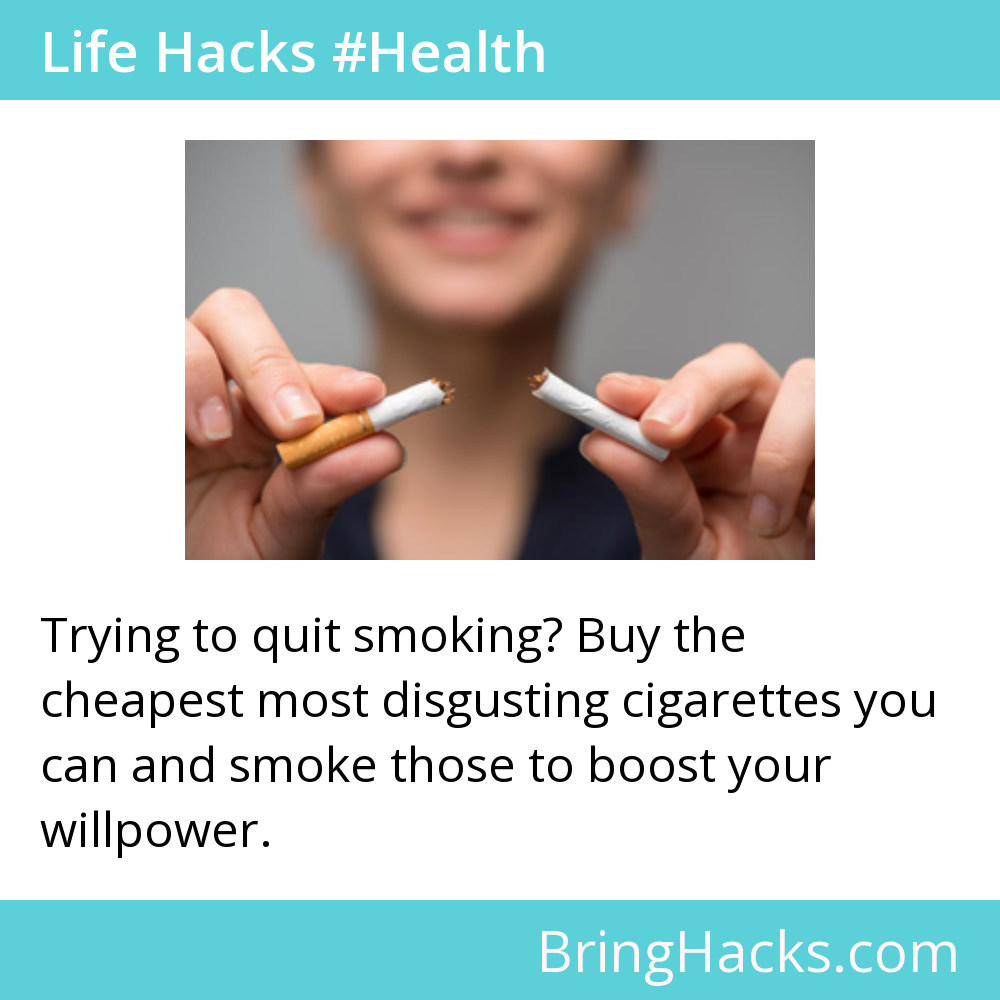 Life Hacks #Health
Trying to quit smoking? Buy the
cheapest most disgusting cigarettes you
can and smoke those to boost your
willpower.
BringHacks.com